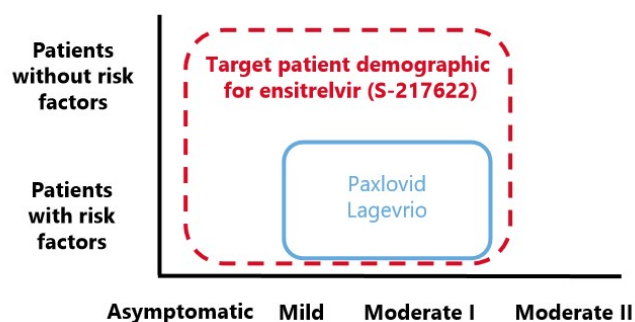 Patients
without risk
factors
Target patient demographic
for ensitrelvir (S-217622)
Patients
with risk
factors
Paxlovid
Lagevrio
Asymptomatic Mild Moderate I Moderate II